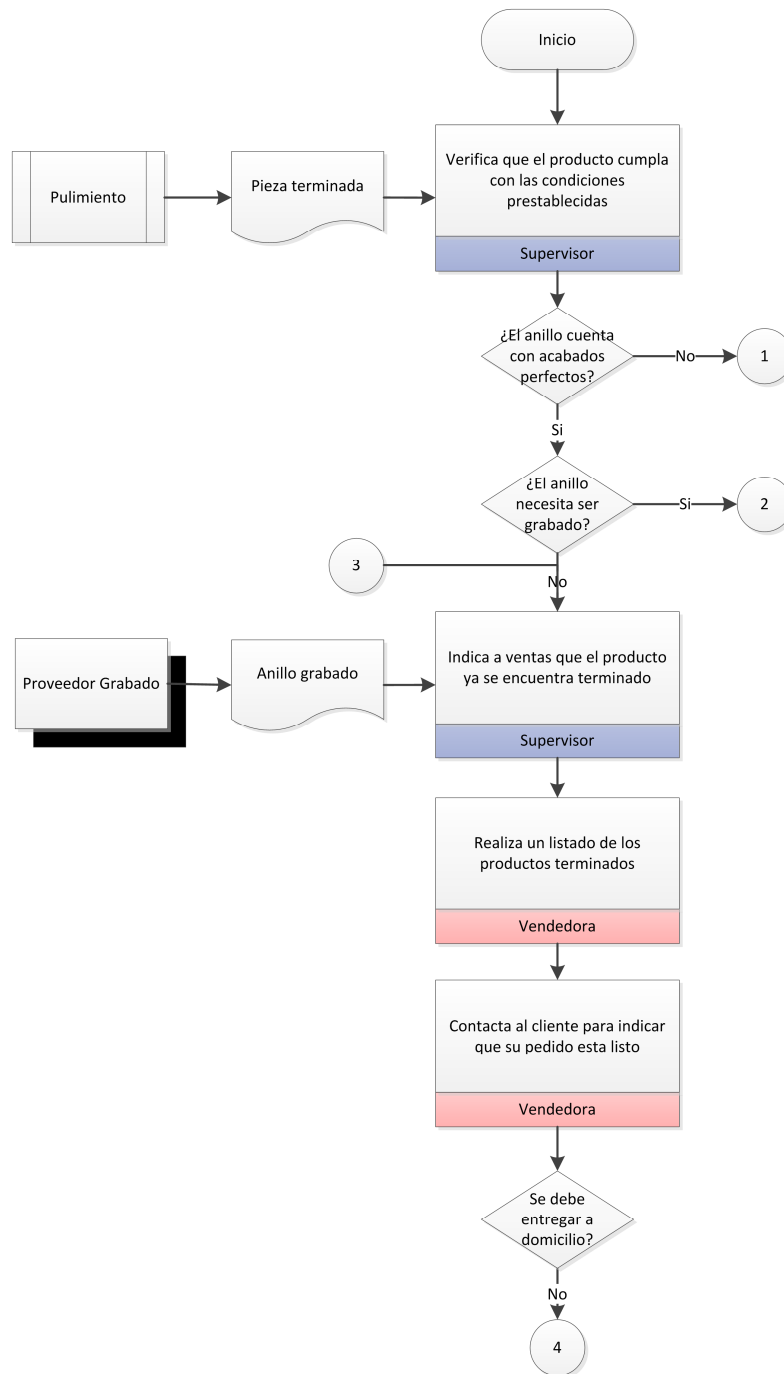 Inicio
Pulimiento
Pieza terminada
Verifica que el producto cumpla
con las condiciones
prestablecidas
Supervisor
¿El anillo cuenta
con acabados
perfectos?
No
1
Si
¿El anillo
necesita ser
grabado?
Si
2
3
No
Proveedor Grabado
Anillo grabado
Indica a ventas que el producto
ya se encuentra terminado
Supervisor
Realiza un listado de los
productos terminados
Vendedora
Contacta al cliente para indicar
que su pedido esta listo
Vendedora
Se debe
entregar a
domicilio?
No
4